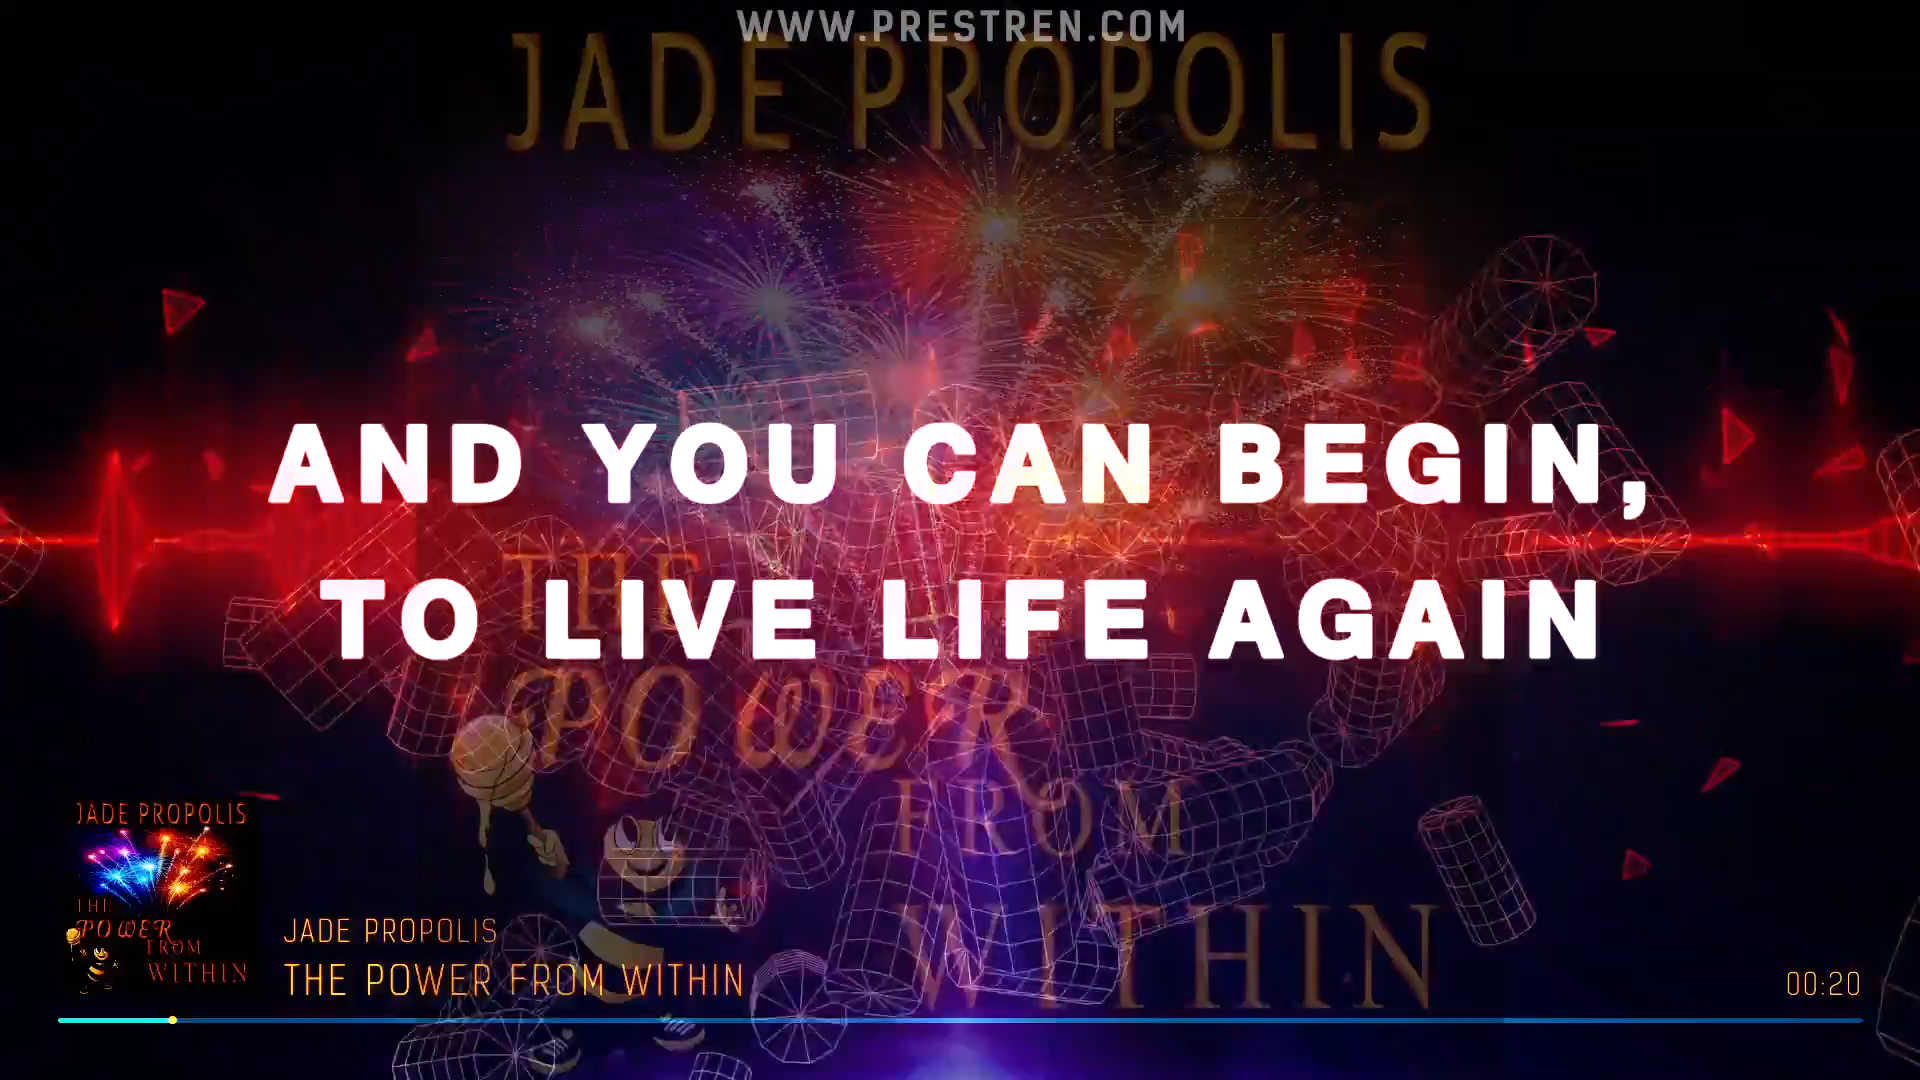 WWW.PRESTREN.COM
JADE PROPOLIS
AND YOU CAN BEGIN,
TO LIVE LIFE AGAIN
THE
POWER
FROM
WITHIN
JADE PROPOLIS
THE
POWER
FROM
WITHIN
JADE PROPOLIS
THE POWER FROM WITHIN
00:20